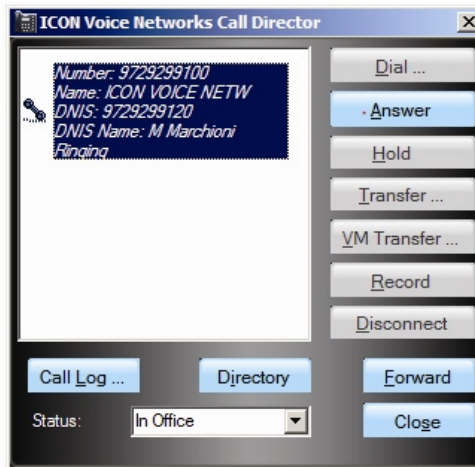 ICON Voice Networks Call Director
Number: 9729299100
Name: ICON VOICE NETW
DNIS: 9729299120
DNIS Name: M Marchioni
Ringing
Dial ...
Answer
Hold
Transfer ...
VM Transfer ...
Record
Disconnect
Call Log ...
Directory
Forward
Status:
In Office
Close